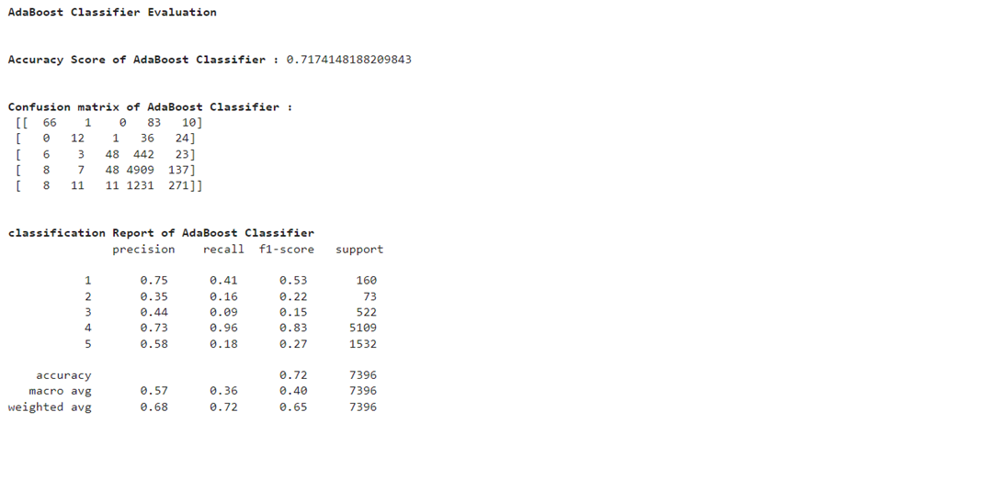 AdaBoost Classifier Evaluation
Accuracy Score of AdaBoost Classifier : 0.7174148188209843
Confusion matrix of AdaBoost Classifier :
[[ 66 1 0 83 10]
[ 0 12 1 36 24]
[ 6 3 48 442 23]
[ 8 7 48 4909 137]
[ 8 11 11 1231 271]]
classification Report of AdaBoost Classifier
precision recall f1-score support
1 0.75 0.41 0.53 160
2 0.35 0.16 0.22 73
3 0.44 0.09 0.15 522
4 0.73 0.96 0.83 5109
5 0.58 0.18 0.27 1532
accuracy 0.72 7396
macro avg 0.57 0.36 0.40 7396
weighted avg 0.68 0.72 0.65 7396